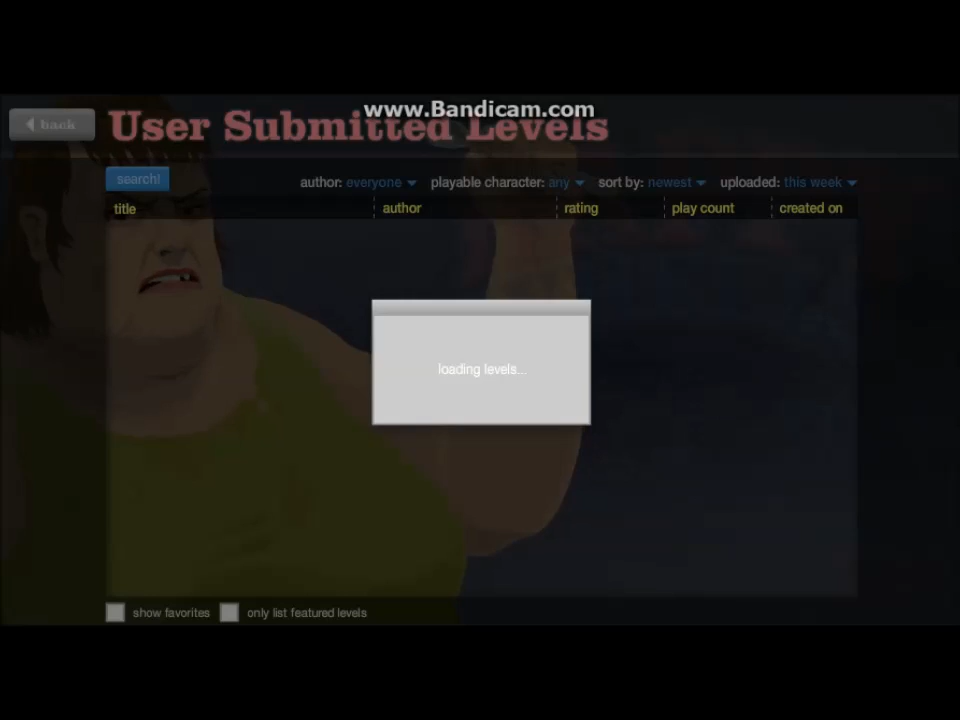 www.Bandicam.com
back
User Submitted Levels
search!
author: everyone playable character: any sort by: newest uploaded: this week
title author rating play count created on
loading levels...
show favorites only list featured levels